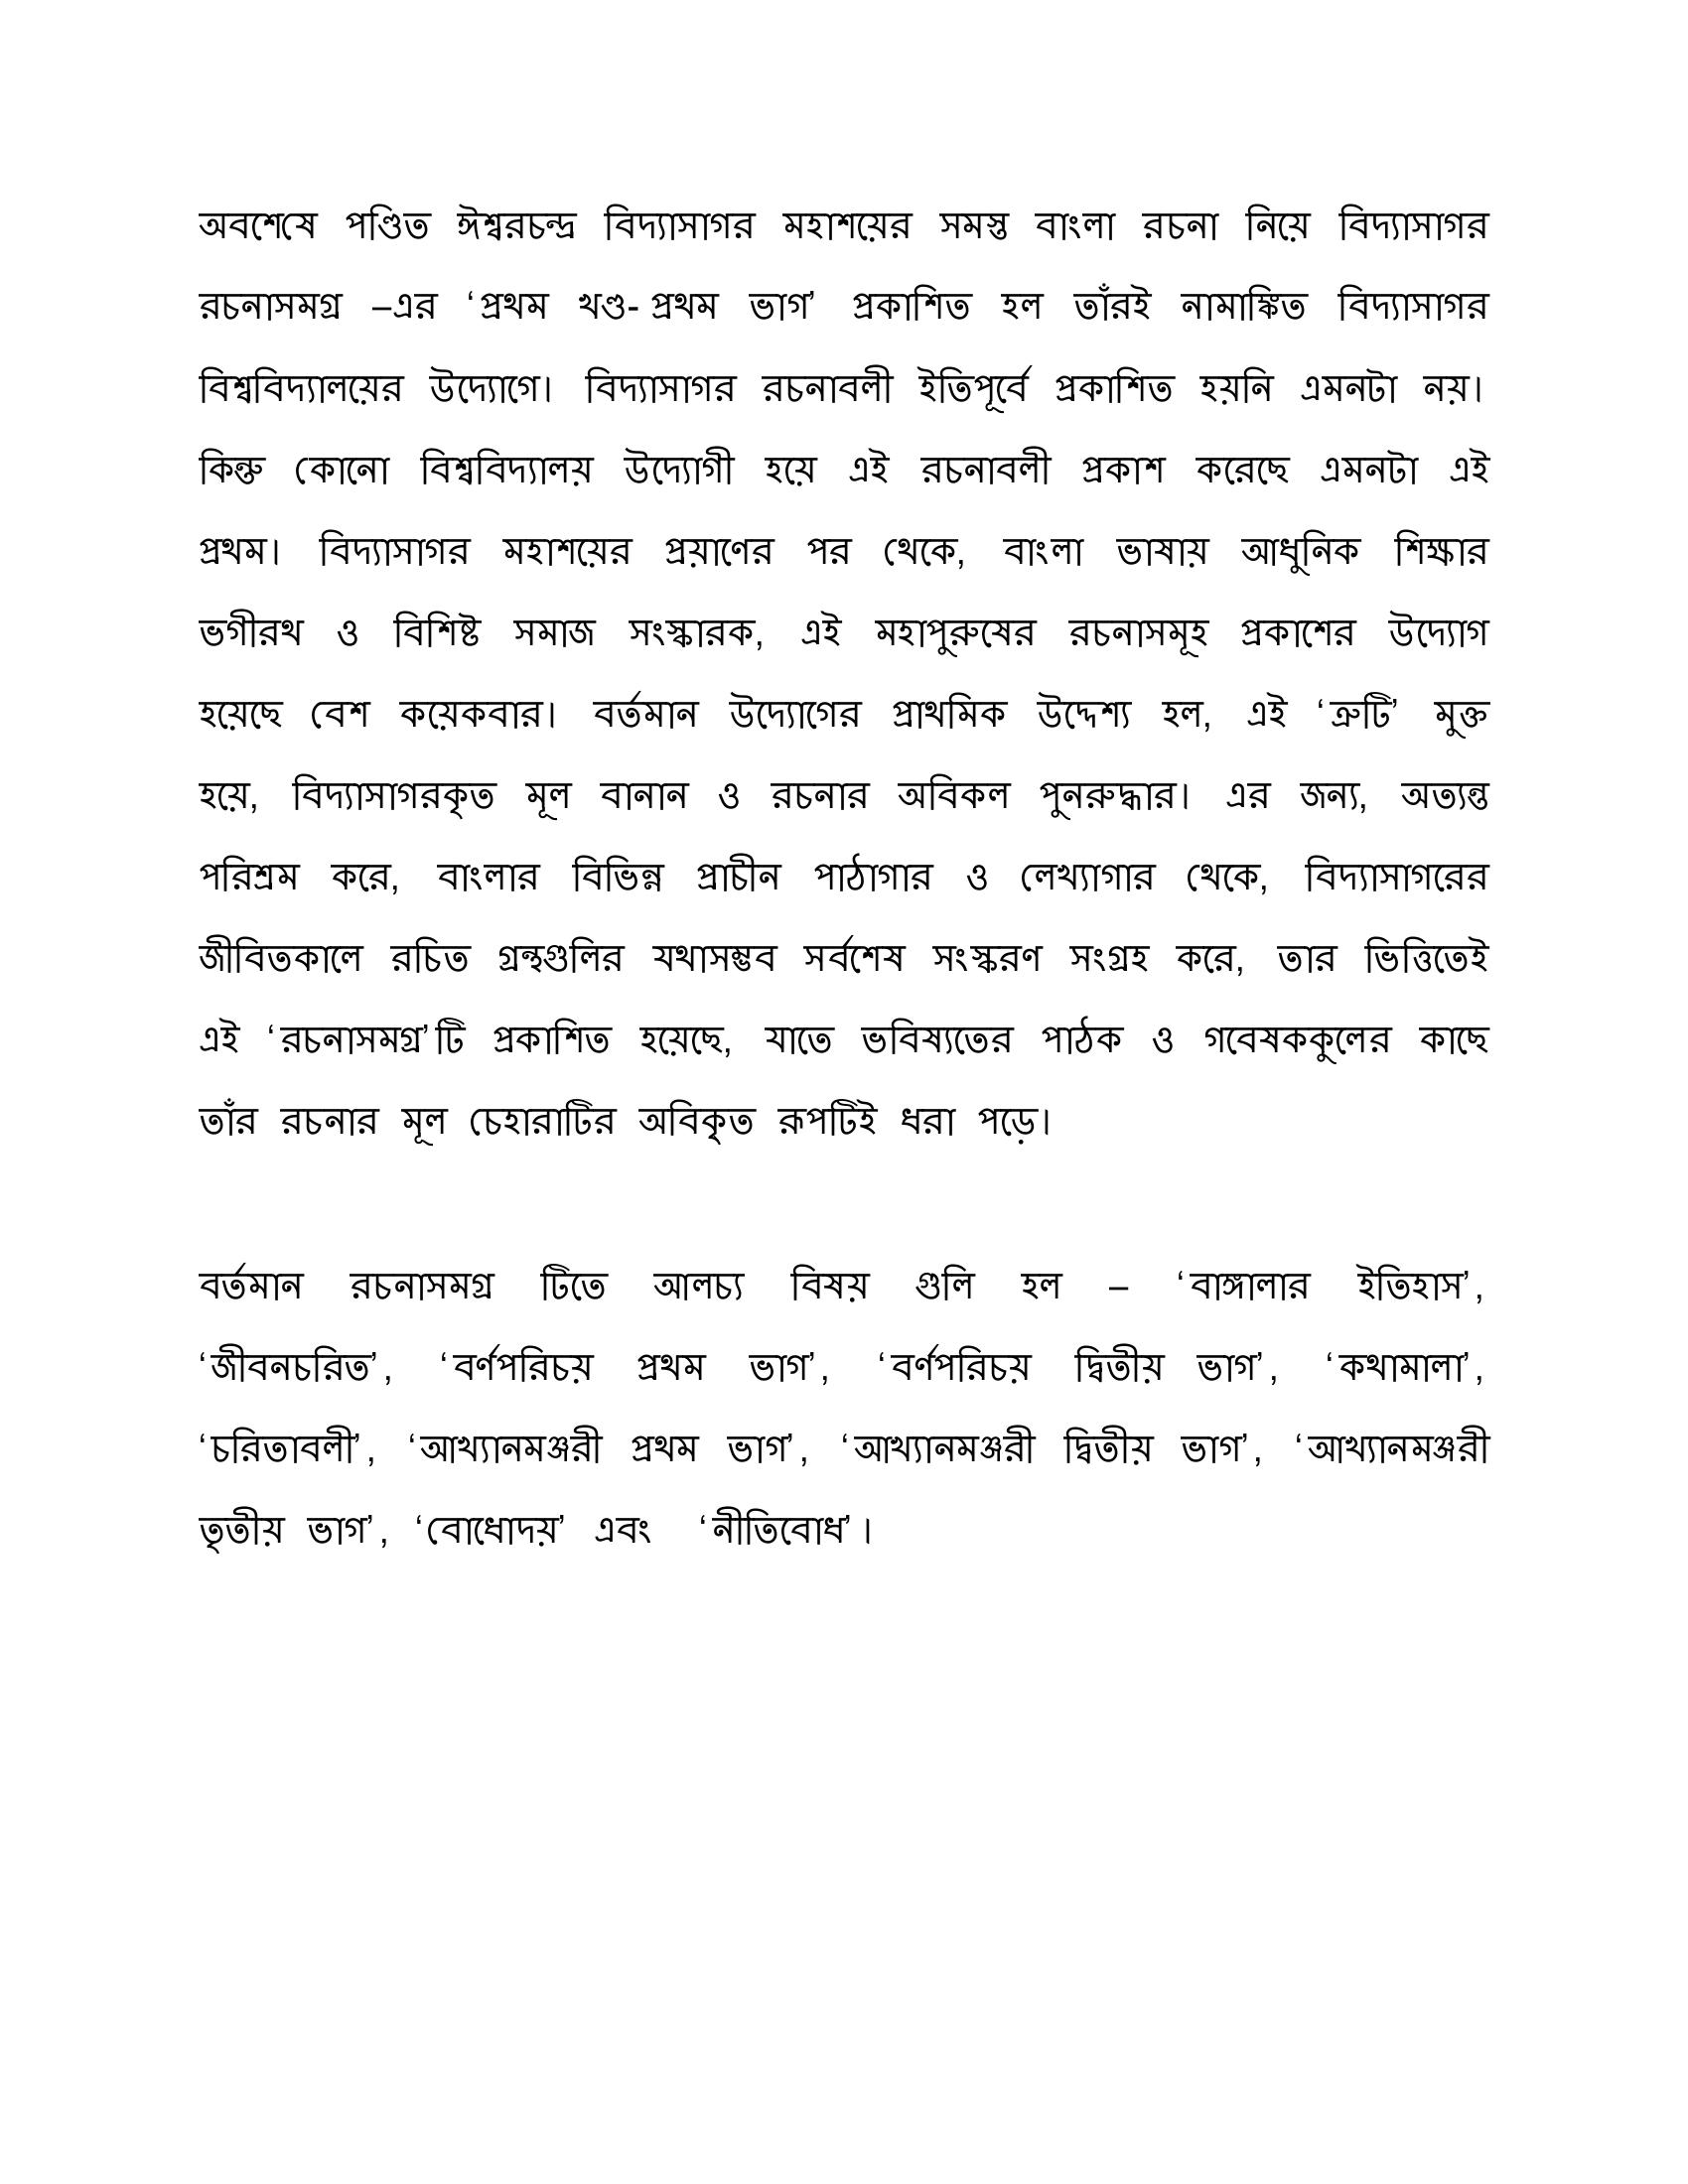 অবশেষে পণ্ডিত ঈশ্বরচন্দ্র বিদ্যাসাগর মহাশয়ের সমস্ত বাংলা রচনা নিয়ে বিদ্যাসাগর
রচনাসমগ্র –এর ‘প্রথম খণ্ড- প্রথম ভাগ’ প্রকাশিত হল তাঁরই নামাঙ্কিত বিদ্যাসাগর
বিশ্ববিদ্যালয়ের উদ্যোগে। বিদ্যাসাগর রচনাবলী ইতিপূর্বে প্রকাশিত হয়নি এমনটা নয়।
কিন্তু কোনো বিশ্ববিদ্যালয় উদ্যোগী হয়ে এই রচনাবলী প্রকাশ করেছে এমনটা এই
প্রথম। বিদ্যাসাগর মহাশয়ের প্রয়াণের পর থেকে, বাংলা ভাষায় আধুনিক শিক্ষার
ভগীরথ ও বিশিষ্ট সমাজ সংস্কারক, এই মহাপুরুষের রচনাসমূহ প্রকাশের উদ্যোগ
হয়েছে বেশ কয়েকবার। বর্তমান উদ্যোগের প্রাথমিক উদ্দেশ্য হল, এই ‘ত্রুটি’ মুক্ত
হয়ে, বিদ্যাসাগরকৃত মূল বানান ও রচনার অবিকল পুনরুদ্ধার। এর জন্য, অত্যন্ত
পরিশ্রম করে, বাংলার বিভিন্ন প্রাচীন পাঠাগার ও লেখ্যাগার থেকে, বিদ্যাসাগরের
জীবিতকালে রচিত গ্রন্থগুলির যথাসম্ভব সর্বশেষ সংস্করণ সংগ্রহ করে, তার ভিত্তিতেই
এই ‘রচনাসমগ্র’টি প্রকাশিত হয়েছে, যাতে ভবিষ্যতের পাঠক ও গবেষককুলের কাছে
তাঁর রচনার মূল চেহারাটির অবিকৃত রূপটিই ধরা পড়ে।
বর্তমান রচনাসমগ্র টিতে আলচ্য বিষয় গুলি হল – ‘বাঙ্গালার ইতিহাস’,
‘জীবনচরিত’, ‘বর্ণপরিচয় প্রথম ভাগ’, ‘বর্ণপরিচয় দ্বিতীয় ভাগ’, ‘কথামালা’,
‘চরিতাবলী’, ‘আখ্যানমঞ্জরী প্রথম ভাগ’, ‘আখ্যানমঞ্জরী দ্বিতীয় ভাগ’, ‘আখ্যানমঞ্জরী
তৃতীয় ভাগ’, ‘বোধোদয়’ এবং ‘নীতিবোধ’।